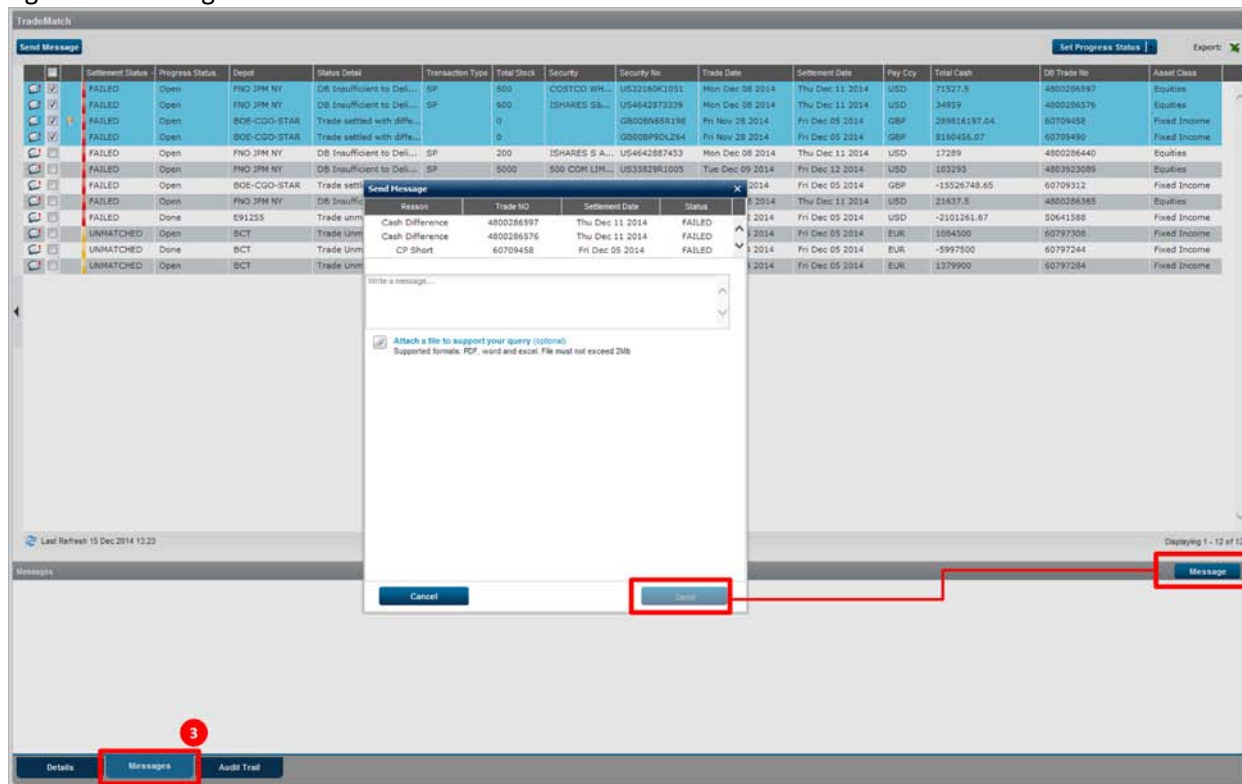 TradeMatch
Send Message
Set Progress Status
Export:
Settlement Status Progress Status Depot Status Detail Transaction Type Total Stock Security Security No. Trade Date Settlement Date Pay Ccy Total Cash DB Trade No Asset Class
FAILED Open FNO JPM NY DB Insufficient to Deli... SP 500 COSTCO WH... US22160K1051 Mon Dec 08 2014 Thu Dec 11 2014 USD 71327.5 4800286597 Equities
FAILED Open FNO JPM NY DB Insufficient to Deli... SP 600 ISHARES S&... US4642873339 Mon Dec 08 2014 Thu Dec 11 2014 USD 34959 4800286576 Equities
FAILED Open BOE-CGO-STAR Trade settled with diffe... 0 GB00BN65R198 Fri Nov 28 2014 Fri Dec 05 2014 GBP 289816197.04 60709458 Fixed Income
FAILED Open BOE-CGO-STAR Trade settled with diffe... 0 GB00BP9DLZ64 Fri Nov 28 2014 Fri Dec 05 2014 GBP 8160456.07 60709490 Fixed Income
FAILED Open FNO JPM NY DB Insufficient to Deli... SP 200 ISHARES S A... US4642887453 Mon Dec 08 2014 Thu Dec 11 2014 USD 17289 4800286440 Equities
FAILED Open FNO JPM NY DB Insufficient to Deli... SP 5000 500 COM LIM... US33829R1005 Tue Dec 09 2014 Fri Dec 12 2014 USD 103293 4803923089 Equities
FAILED Open BOE-CGO-STAR Trade settl 2014 Fri Dec 05 2014 GBP -15526748.65 60709312 Fixed Income
FAILED Open FNO JPM NY DB Insuffic 2014 Thu Dec 11 2014 USD 21637.5 4800286365 Equities
FAILED Done E91255 Trade unm 2014 Fri Dec 05 2014 USD -2101261.67 50641588 Fixed Income
UNMATCHED Open BCT Trade Unm 2014 Fri Dec 05 2014 EUR 1084500 60797308 Fixed Income
UNMATCHED Done BCT Trade Unm 2014 Fri Dec 05 2014 EUR -5997500 60797244 Fixed Income
UNMATCHED Open BCT Trade Unm 2014 Fri Dec 05 2014 EUR 1379900 60797284 Fixed Income
Send Message
Reason Trade NO Settlement Date Status
Cash Difference 4800286597 Thu Dec 11 2014 FAILED
Cash Difference 4800286576 Thu Dec 11 2014 FAILED
CP Short 60709458 Fri Dec 05 2014 FAILED
Write a message....
Attach a file to support your query (optional)
Supported formats: PDF, word and excel. File must not exceed 2Mb
Cancel Send
Last Refresh 15 Dec 2014 13:23
Displaying 1 - 12 of 12
Messages
Message
3
Details Messages Audit Trail